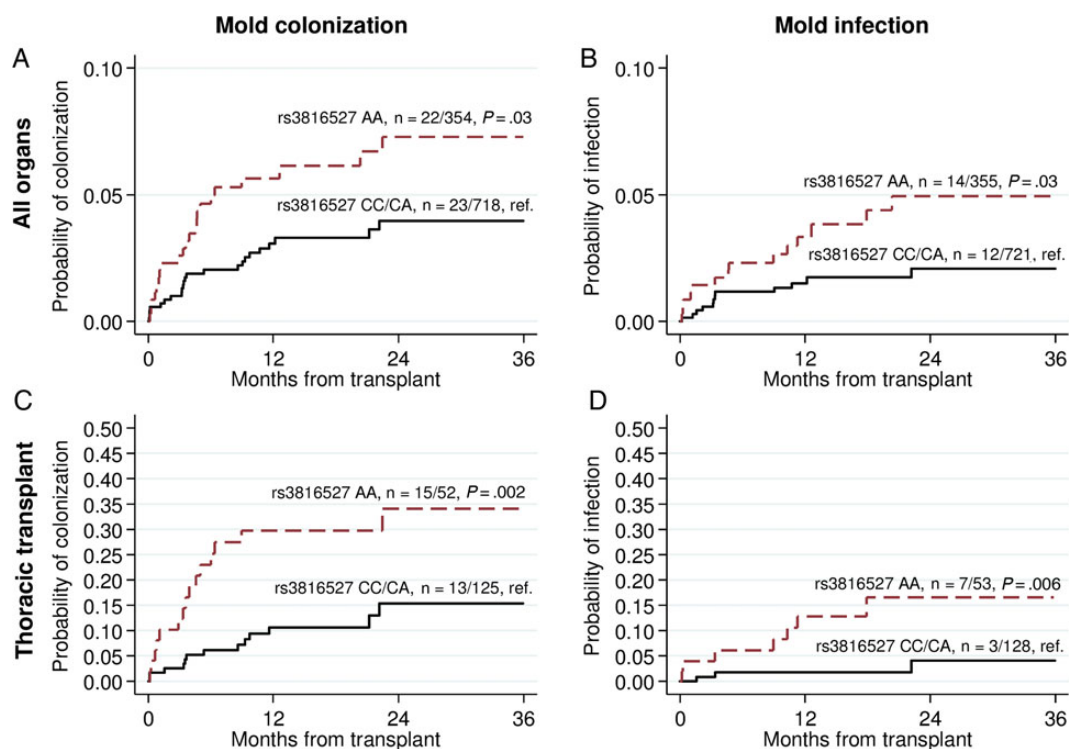 Mold colonization
Mold infection
All organs
A
Probability of colonization
0.10
0.05
0.00
rs3816527 AA, n = 22/354, P = .03
rs3816527 CC/CA, n = 23/718, ref.
0 12 24 36
Months from transplant
B
Probability of infection
0.10
0.05
0.00
rs3816527 AA, n = 14/355, P = .03
rs3816527 CC/CA, n = 12/721, ref.
0 12 24 36
Months from transplant
Thoracic transplant
C
Probability of colonization
0.50
0.45
0.40
0.35
0.30
0.25
0.20
0.15
0.10
0.05
0.00
rs3816527 AA, n = 15/52, P = .002
rs3816527 CC/CA, n = 13/125, ref.
0 12 24 36
Months from transplant
D
Probability of infection
0.50
0.45
0.40
0.35
0.30
0.25
0.20
0.15
0.10
0.05
0.00
rs3816527 AA, n = 7/53, P = .006
rs3816527 CC/CA, n = 3/128, ref.
0 12 24 36
Months from transplant